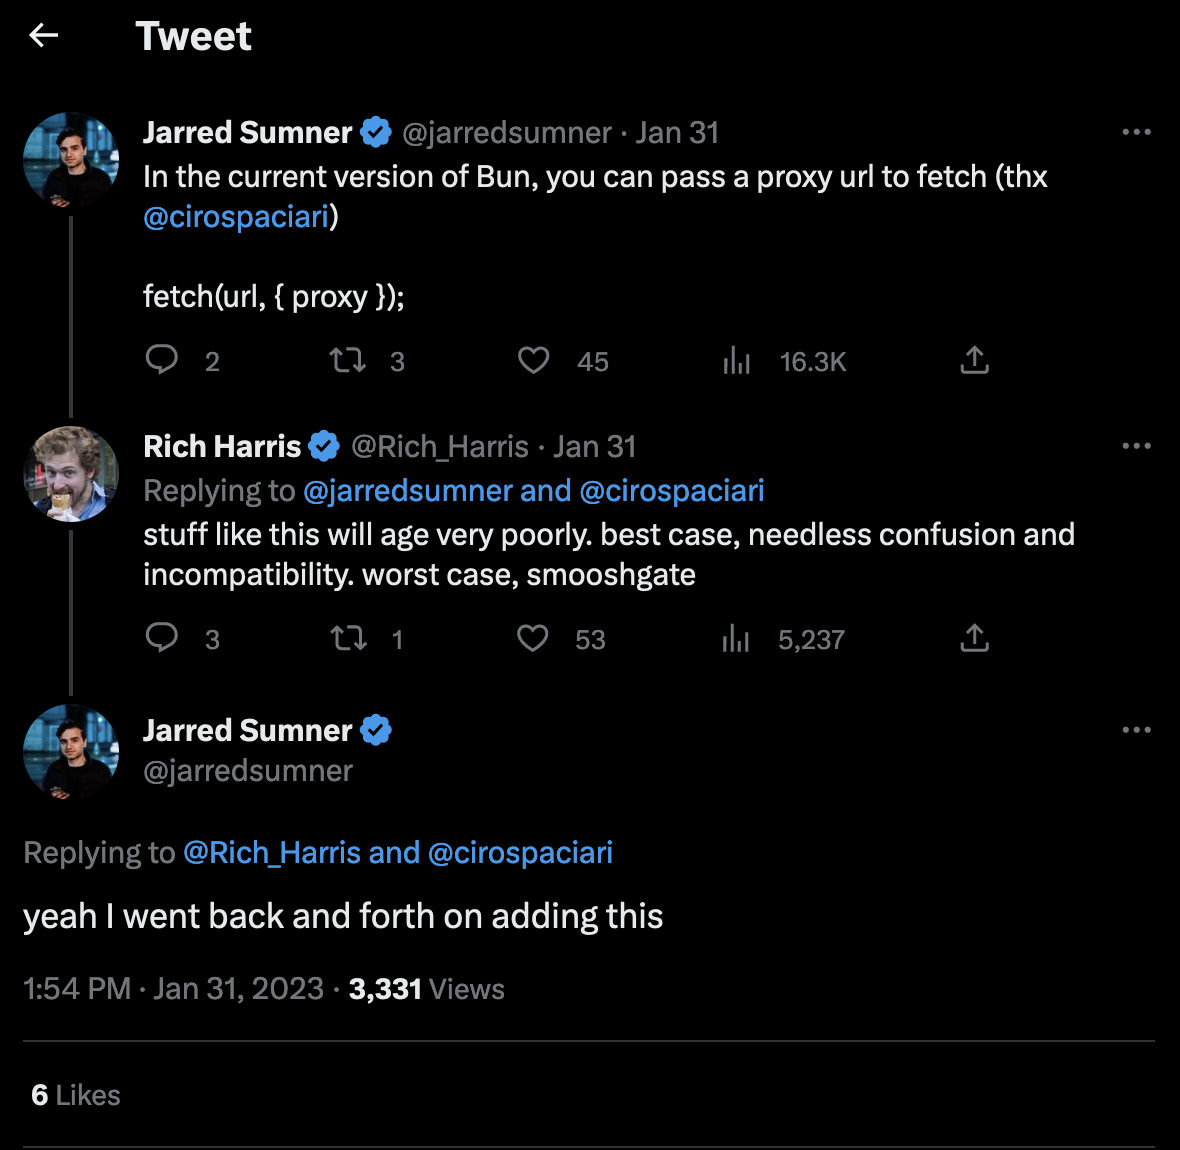 Tweet
Jarred Sumner @jarredsumner · Jan 31
In the current version of Bun, you can pass a proxy url to fetch (thx
@cirospaciari)
fetch(url, { proxy });
2 3 45 16.3K
Rich Harris @Rich_Harris · Jan 31
Replying to @jarredsumner and @cirospaciari
stuff like this will age very poorly. best case, needless confusion and
incompatibility. worst case, smooshgate
3 1 53 5,237
Jarred Sumner
@jarredsumner
Replying to @Rich_Harris and @cirospaciari
yeah I went back and forth on adding this
1:54 PM · Jan 31, 2023 · 3,331 Views
6 Likes